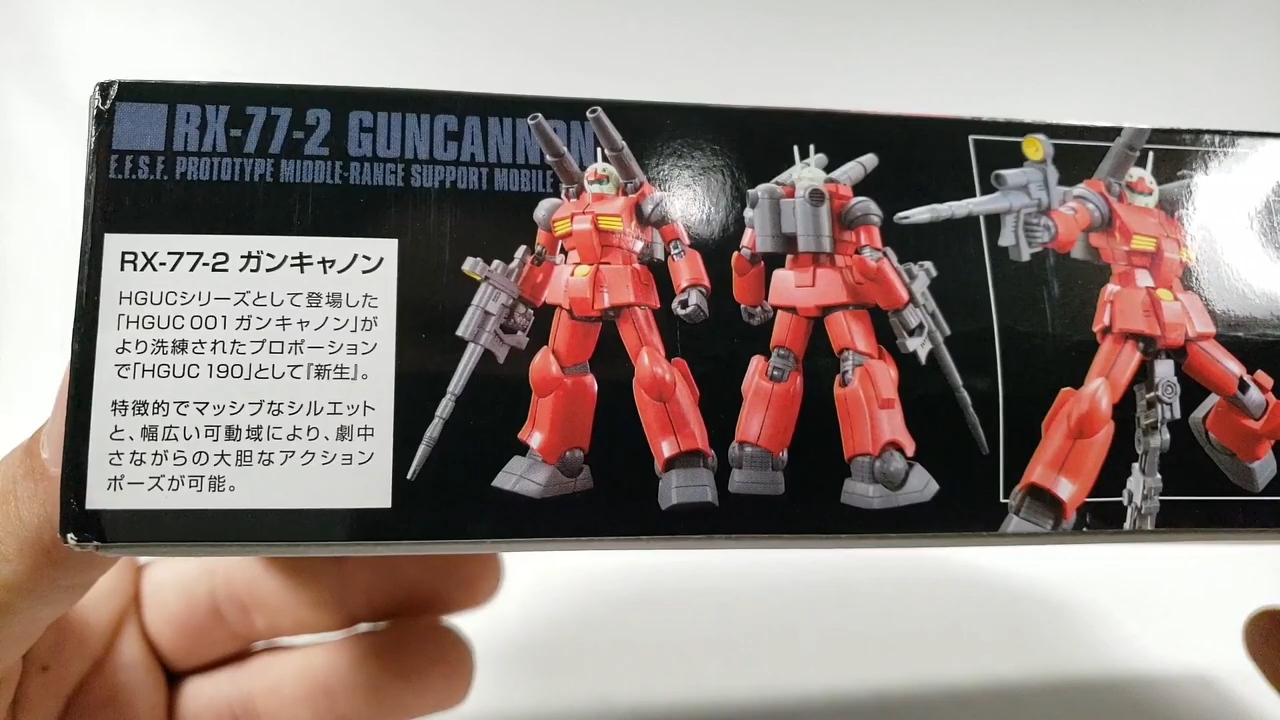 RX-77-2 GUNCANNON
E.F.S.F. PROTOTYPE MIDDLE-RANGE SUPPORT MOBILE
RX-77-2 ガンキャノン
HGUCシリーズとして登場した
「HGUC 001 ガンキャノン」が
より洗練されたプロポーション
で「HGUC 190」として『新生』。
特徴的でマッシブなシルエット
と、幅広い可動域により、劇中
さながらの大胆なアクション
ポーズが可能。